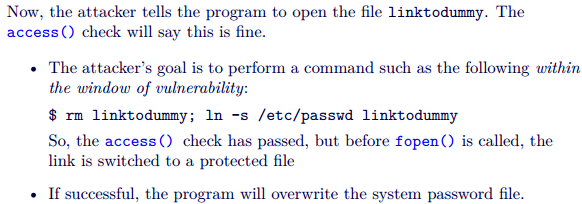 Now, the attacker tells the program to open the file linktodummy. The
access() check will say this is fine.
• The attacker's goal is to perform a command such as the following within
the window of vulnerability:
$ rm linktodummy; ln -s /etc/passwd linktodummy
So, the access() check has passed, but before fopen() is called, the
link is switched to a protected file
• If successful, the program will overwrite the system password file.